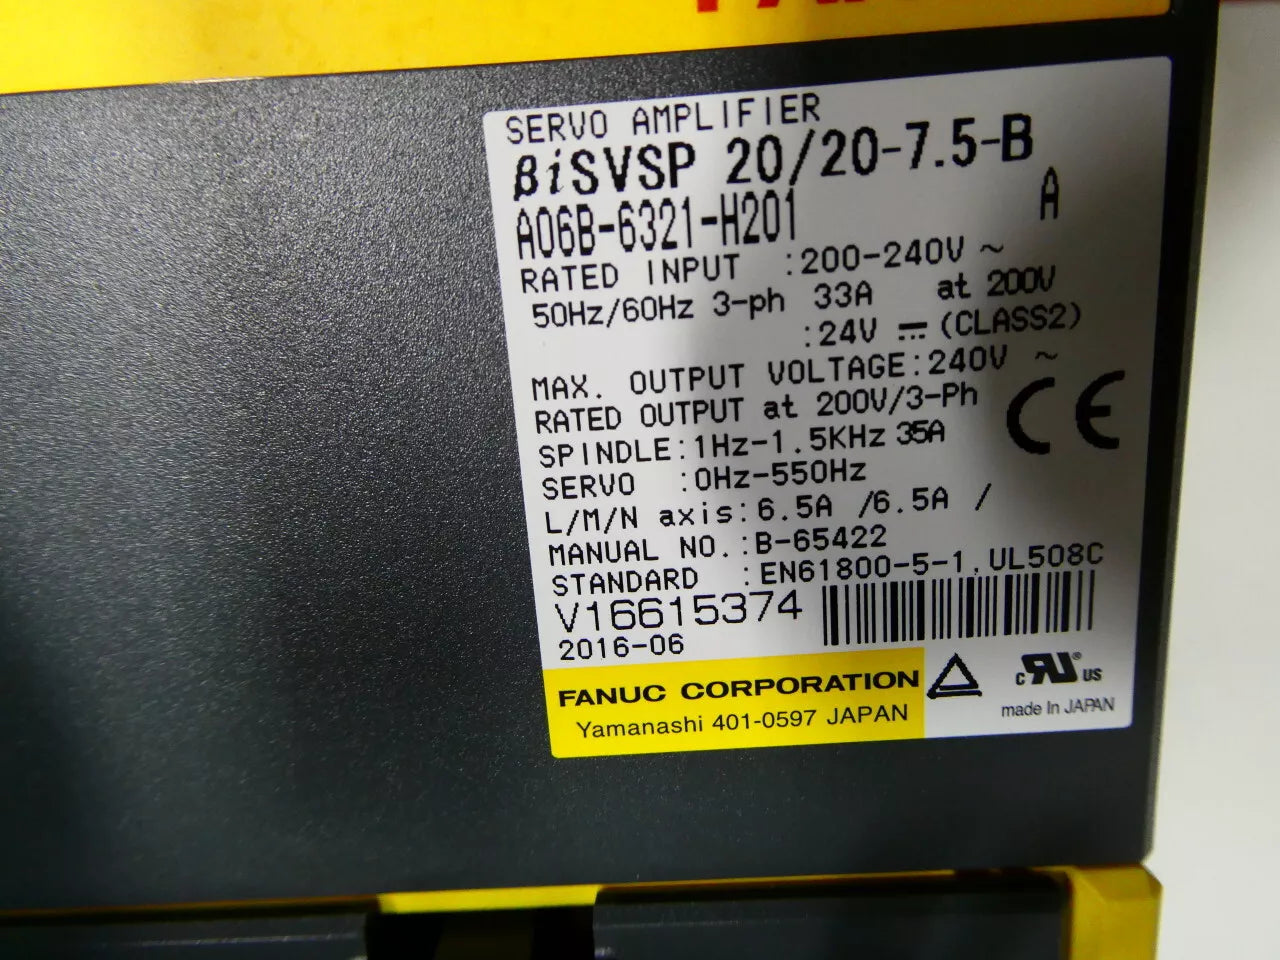 SERVO AMPLIFIER
βiSVSP 20/20-7.5-B
A06B-6321-H201 A
RATED INPUT :200-240V ~
50Hz/60Hz 3-ph 33A at 200V
:24V ⎓ (CLASS2)
MAX. OUTPUT VOLTAGE:240V ~
RATED OUTPUT at 200V/3-Ph
SPINDLE:1Hz-1.5KHz 35A
SERVO :0Hz-550Hz
L/M/N axis:6.5A /6.5A /
MANUAL NO.:B-65422
STANDARD :EN61800-5-1,UL508C
V16615374
2016-06
CE
FANUC CORPORATION
Yamanashi 401-0597 JAPAN
c RU® US
made in JAPAN